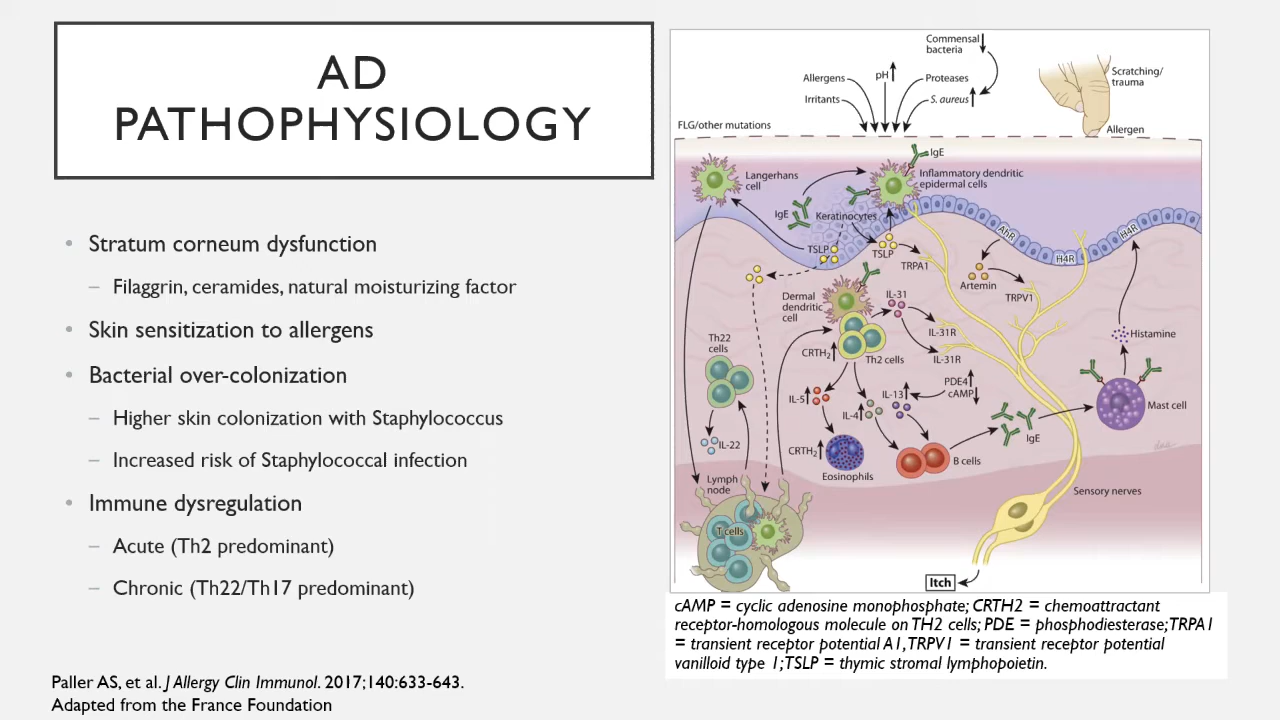 AD
PATHOPHYSIOLOGY
• Stratum corneum dysfunction
– Filaggrin, ceramides, natural moisturizing factor
• Skin sensitization to allergens
• Bacterial over-colonization
– Higher skin colonization with Staphylococcus
– Increased risk of Staphylococcal infection
• Immune dysregulation
– Acute (Th2 predominant)
– Chronic (Th22/Th17 predominant)
Paller AS, et al. J Allergy Clin Immunol. 2017;140:633-643.
Adapted from the France Foundation
Commensal
bacteria
Allergens
pH
Proteases
Irritants
S. aureus
Scratching/
trauma
FLG/other mutations
Allergen
IgE
Langerhans
cell
Inflammatory dendritic
epidermal cells
IgE
Keratinocytes
TSLP
TSLP
TRPA1
AhR
H4R
H4R
Artemin
TRPV1
Dermal
dendritic
cell
IL-31
IL-31R
IL-31R
Th22
cells
CRTH2
Th2 cells
Histamine
PDE4
cAMP
IL-5
IL-13
IL-4
Mast cell
IgE
IL-22
CRTH2
Eosinophils
B cells
Lymph
node
T cells
Sensory nerves
Itch
cAMP = cyclic adenosine monophosphate; CRTH2 = chemoattractant
receptor-homologous molecule on TH2 cells; PDE = phosphodiesterase; TRPA1
= transient receptor potential A1, TRPV1 = transient receptor potential
vanilloid type 1; TSLP = thymic stromal lymphopoietin.